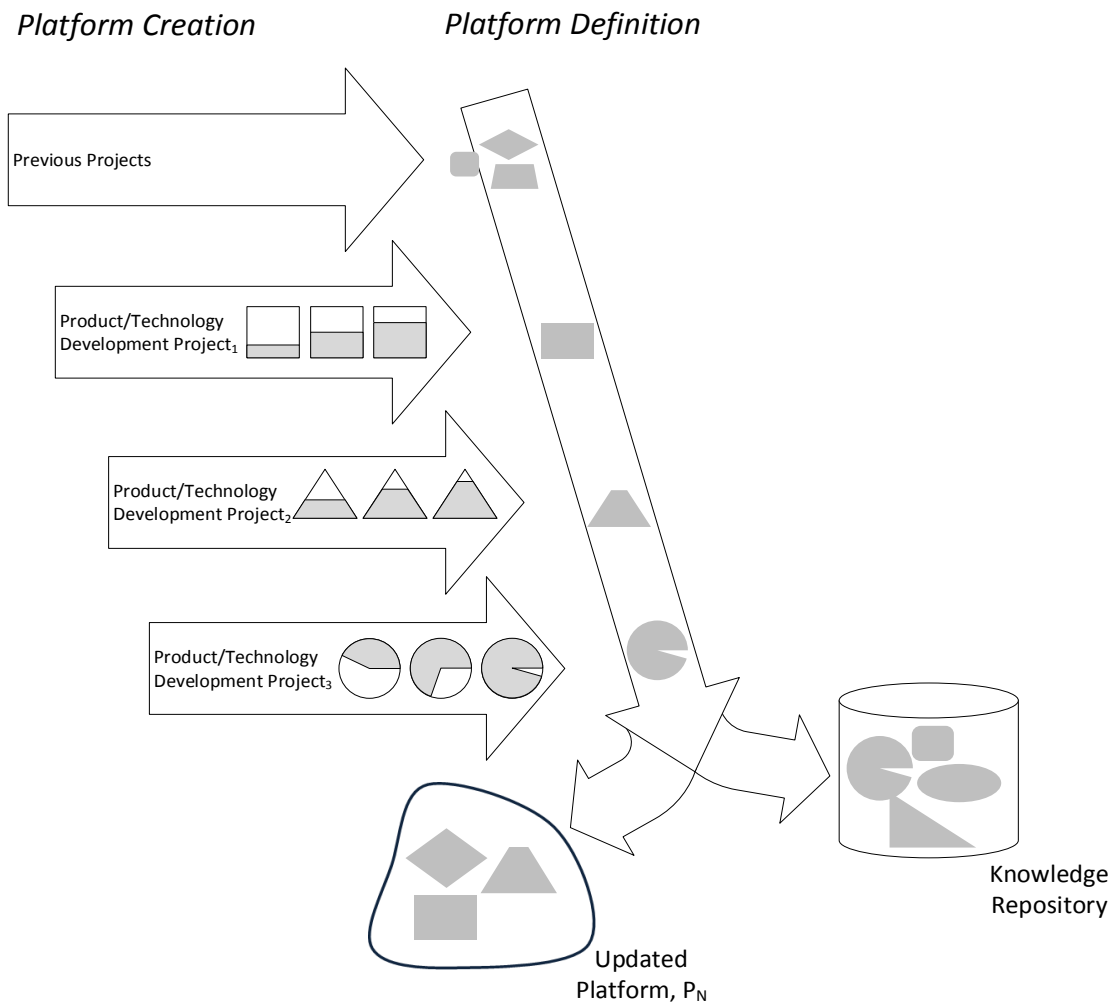 Platform Creation
Platform Definition
Previous Projects
Product/Technology
Development Project₁
Product/Technology
Development Project₂
Product/Technology
Development Project₃
Knowledge
Repository
Updated
Platform, Pₙ